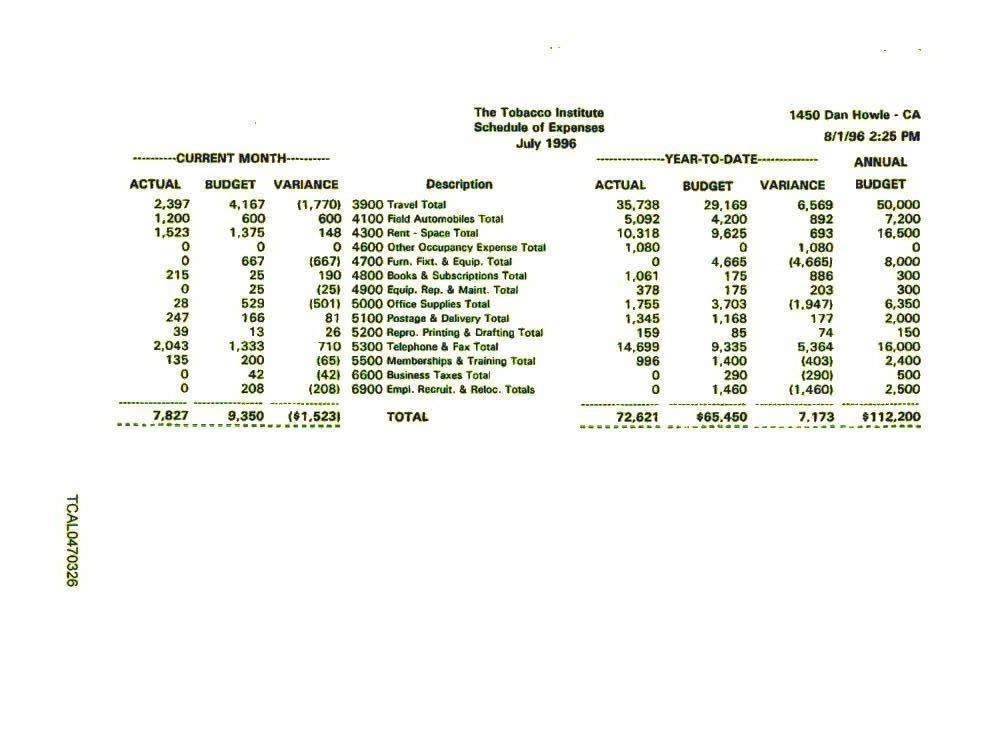 The Tobacco Institute 1450 Dan Howle - CA
Schedule of Expenses
8/1/96 2:25 PM
July 1996
----------CURRENT MONTH---------- ----------------YEAR-TO-DATE-------------- ANNUAL
ACTUAL BUDGET VARIANCE Description ACTUAL BUDGET VARIANCE BUDGET
2,397 4,167 (1,770) 3900 Travel Total 35,738 29,169 6,569 50,000
1,200 600 600 4100 Field Automobiles Total 5,092 4,200 892 7,200
1,523 1,375 148 4300 Rent - Space Total 10,318 9,625 693 16,500
0 0 0 4600 Other Occupancy Expense Total 1,080 0 1,080 0
0 667 (667) 4700 Furn. Fixt. & Equip. Total 0 4,665 (4,665) 8,000
215 25 190 4800 Books & Subscriptions Total 1,061 175 886 300
0 25 (25) 4900 Equip. Rep. & Maint. Total 378 175 203 300
28 529 (501) 5000 Office Supplies Total 1,755 3,703 (1,947) 6,350
247 166 81 5100 Postage & Delivery Total 1,345 1,168 177 2,000
39 13 26 5200 Repro. Printing & Drafting Total 159 85 74 150
2,043 1,333 710 5300 Telephone & Fax Total 14,699 9,335 5,364 16,000
135 200 (65) 5500 Memberships & Training Total 996 1,400 (403) 2,400
0 42 (42) 6600 Business Taxes Total 0 290 (290) 500
0 208 (208) 6900 Empl. Recruit. & Reloc. Totals 0 1,460 (1,460) 2,500
7,827 9,350 ($1,523) TOTAL 72,621 $65,450 7,173 $112,200
TCAL0470326